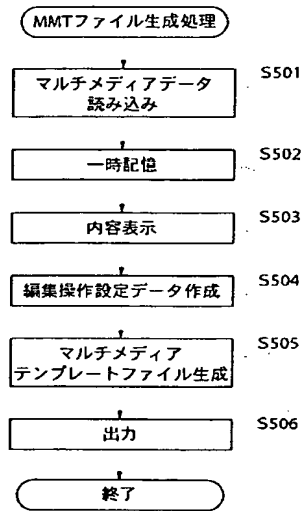 MMTファイル生成処理
マルチメディアデータ
読み込み
S501
一時記憶
S502
内容表示
S503
編集操作設定データ作成
S504
マルチメディア
テンプレートファイル生成
S505
出力
S506
終了